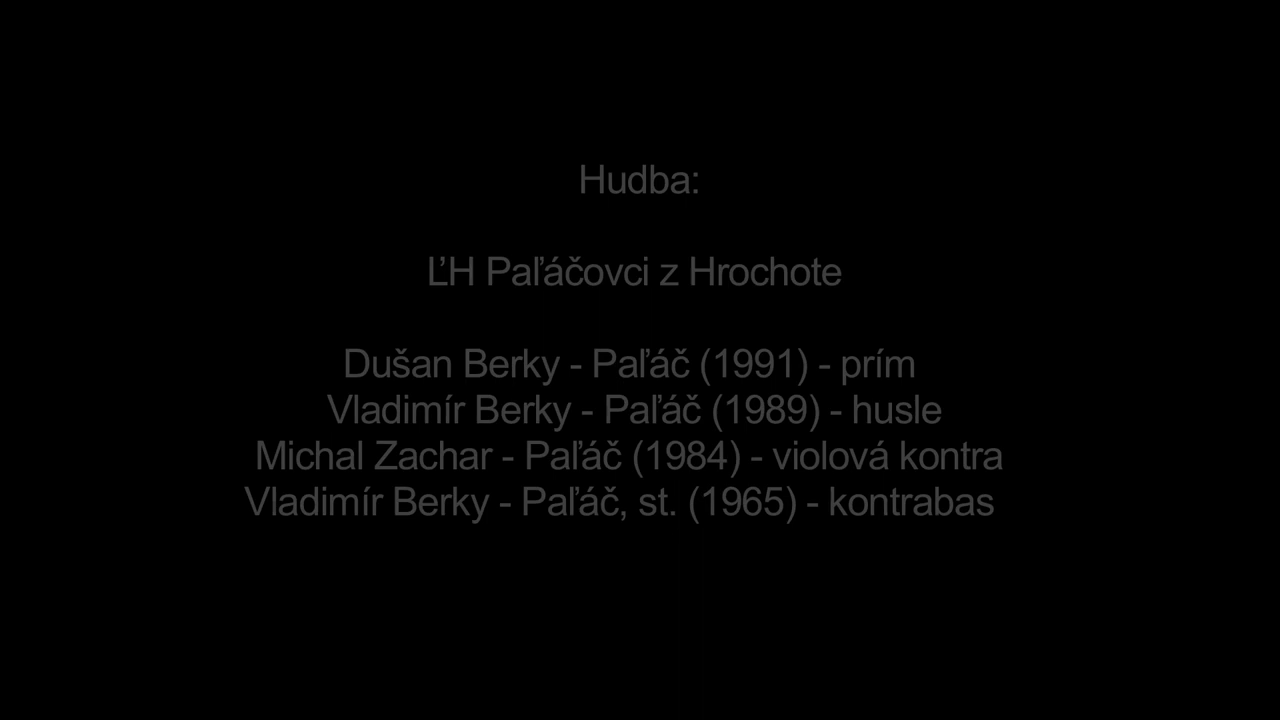 Hudba:
ĽH Paľáčovci z Hrochote
Dušan Berky - Paľáč (1991) - prím
Vladimír Berky - Paľáč (1989) - husle
Michal Zachar - Paľáč (1984) - violová kontra
Vladimír Berky - Paľáč, st. (1965) - kontrabas